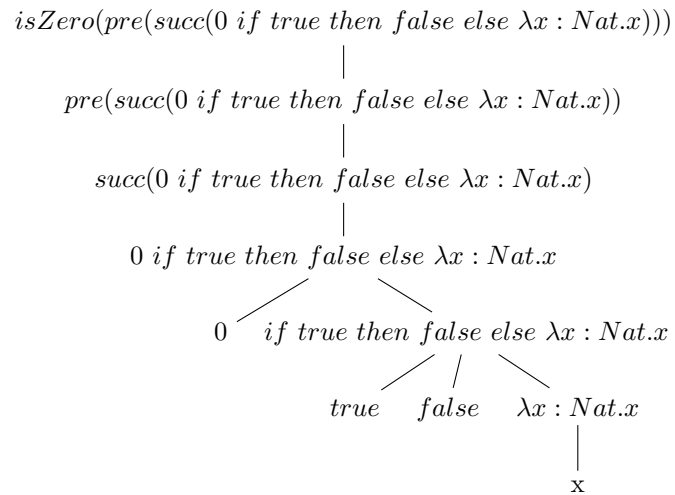 isZero(pre(succ(0 if true then false else λx : Nat.x)))
pre(succ(0 if true then false else λx : Nat.x))
succ(0 if true then false else λx : Nat.x)
0 if true then false else λx : Nat.x
0 if true then false else λx : Nat.x
true false λx : Nat.x
x